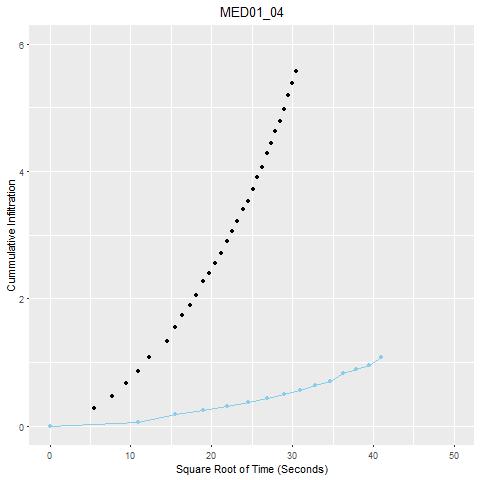 MED01_04
6
4
2
0
Cummulative Infiltration
0 10 20 30 40 50
Square Root of Time (Seconds)